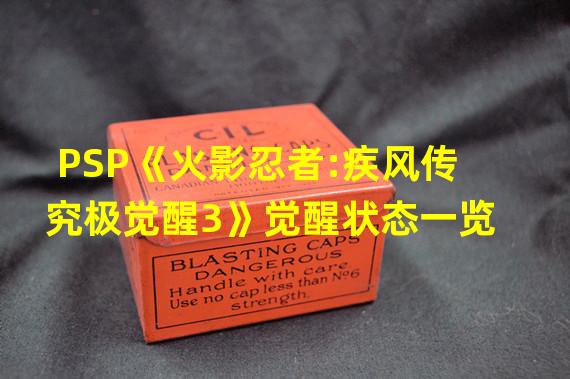 CIL
PSP《火影忍者:疾风传
究极觉醒3》觉醒状态一览
BLASTING CAPS
DANGEROUS
Handle with care
Use no cap less than No6
strength.